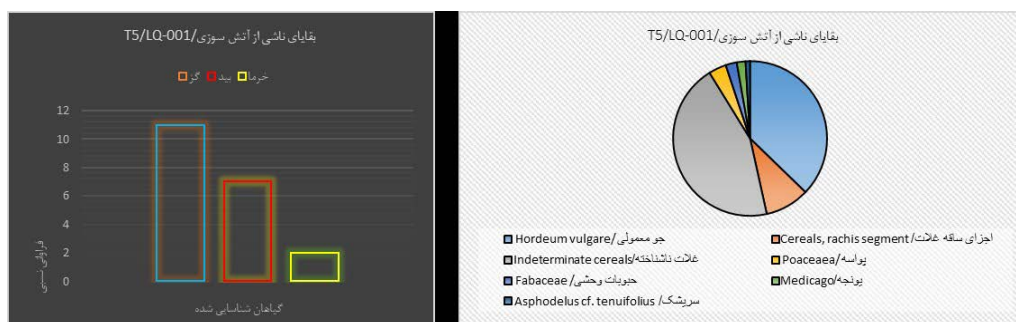 بقایای ناشی از آتش سوزی/T5/LQ-001
خرما بید گز
12
10
8
6
4
2
0
فراوانی نسبی
گیاهان شناسایی شده
بقایای ناشی از آتش سوزی/T5/LQ-001
Hordeum vulgare/جو معمولی
Cereals, rachis segment/اجزای ساقه غلات
Indeterminate cereals/غلات ناشناخته
Poaceaea/پواسه
Fabaceae/حبوبات وحشی
Medicago/یونجه
Asphodelus cf. tenuifolius /سریشک